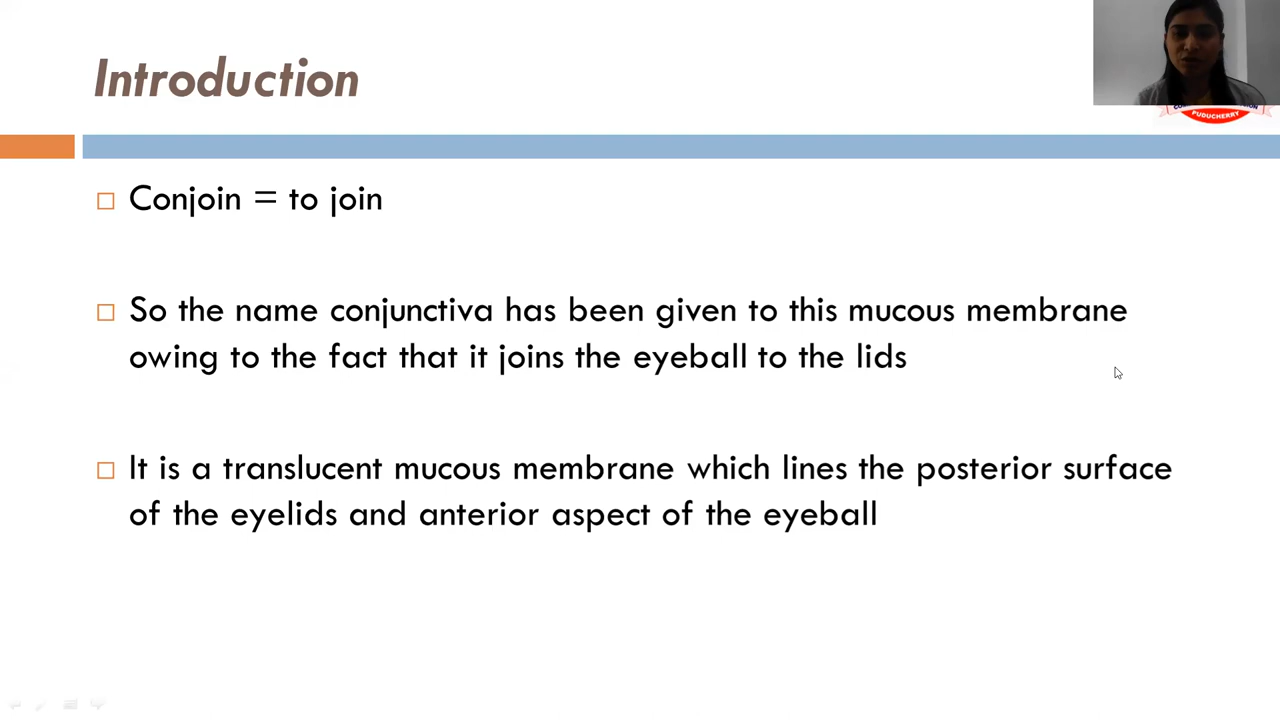 Introduction
PUDUCHERRY
Conjoin = to join
So the name conjunctiva has been given to this mucous membrane
owing to the fact that it joins the eyeball to the lids
It is a translucent mucous membrane which lines the posterior surface
of the eyelids and anterior aspect of the eyeball